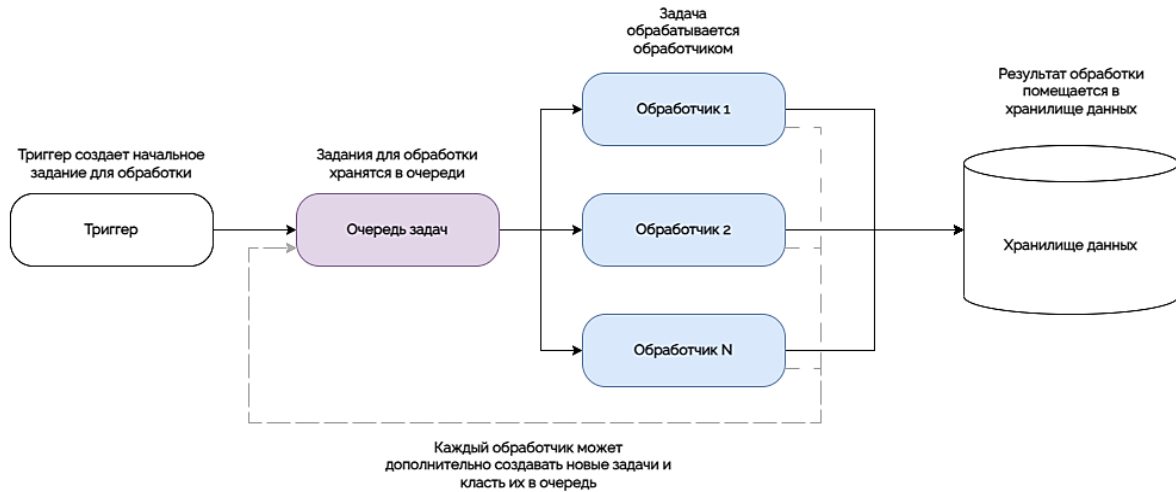 Триггер создает начальное
задание для обработки
Триггер
Задания для обработки
хранятся в очереди
Очередь задач
Задача
обрабатывается
обработчиком
Обработчик 1
Обработчик 2
Обработчик N
Результат обработки
помещается в
хранилище данных
Хранилище данных
Каждый обработчик может
дополнительно создавать новые задачи и
класть их в очередь